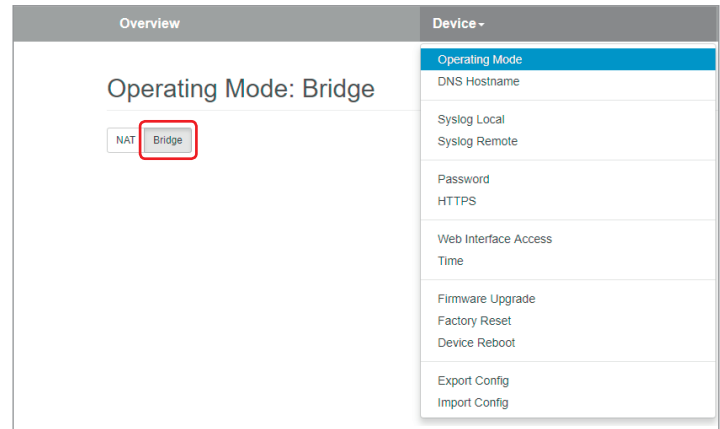 Overview
Device
Operating Mode: Bridge
NAT
Bridge
Operating Mode
DNS Hostname
Syslog Local
Syslog Remote
Password
HTTPS
Web Interface Access
Time
Firmware Upgrade
Factory Reset
Device Reboot
Export Config
Import Config